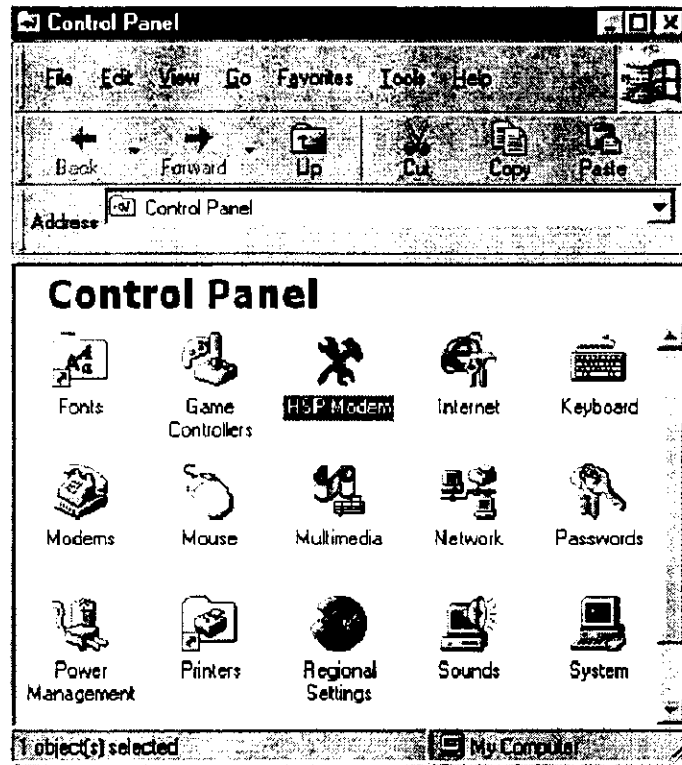 Control Panel
File Edit View Go Favorites Tools Help
Back Forward Up Cut Copy Paste
Address Control Panel
Control Panel
Fonts Game Controllers HSP Modem Internet Keyboard
Modems Mouse Multimedia Network Passwords
Power Management Printers Regional Settings Sounds System
1 object(s) selected My Computer